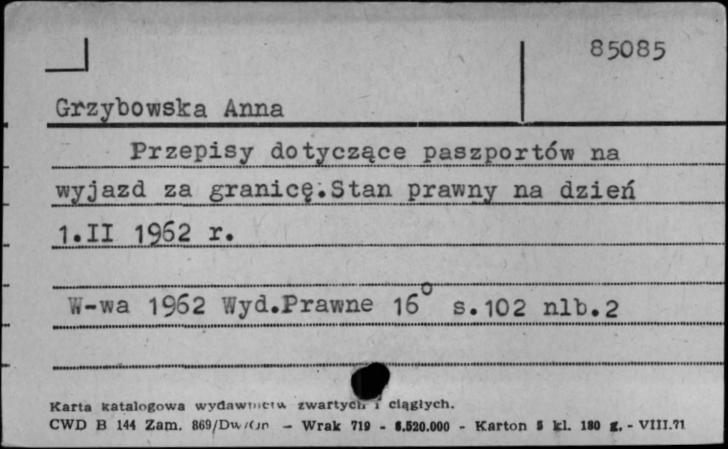 85085
Grzybowska Anna
Przepisy dotyczące paszportów na
wyjazd za granicę.Stan prawny na dzień
1.II 1962 r.
W-wa 1962 Wyd.Prawne 16° s.102 nlb.2
Karta katalogowa wydawnictw zwartych i ciągłych.
CWD B 144 Zam. 869/Dw - Wrak 719 - 8.520.000 - Karton 5 kl. 180 g. - VIII.71